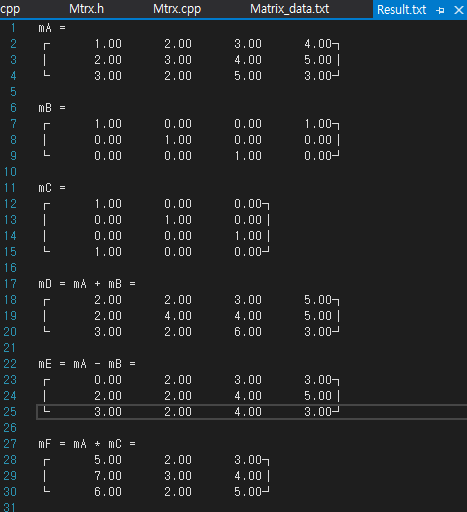 cpp Mtrx.h Mtrx.cpp Matrix_data.txt Result.txt
1 mA =
2 ┌ 1.00 2.00 3.00 4.00┐
3 | 2.00 3.00 4.00 5.00|
4 └ 3.00 2.00 5.00 3.00┘
5
6 mB =
7 ┌ 1.00 0.00 0.00 1.00┐
8 | 0.00 1.00 0.00 0.00|
9 └ 0.00 0.00 1.00 0.00┘
10
11 mC =
12 ┌ 1.00 0.00 0.00┐
13 | 0.00 1.00 0.00|
14 | 0.00 0.00 1.00|
15 └ 1.00 0.00 0.00┘
16
17 mD = mA + mB =
18 ┌ 2.00 2.00 3.00 5.00┐
19 | 2.00 4.00 4.00 5.00|
20 └ 3.00 2.00 6.00 3.00┘
21
22 mE = mA - mB =
23 ┌ 0.00 2.00 3.00 3.00┐
24 | 2.00 2.00 4.00 5.00|
25 └ 3.00 2.00 4.00 3.00┘
26
27 mF = mA * mC =
28 ┌ 5.00 2.00 3.00┐
29 | 7.00 3.00 4.00|
30 └ 6.00 2.00 5.00┘
31